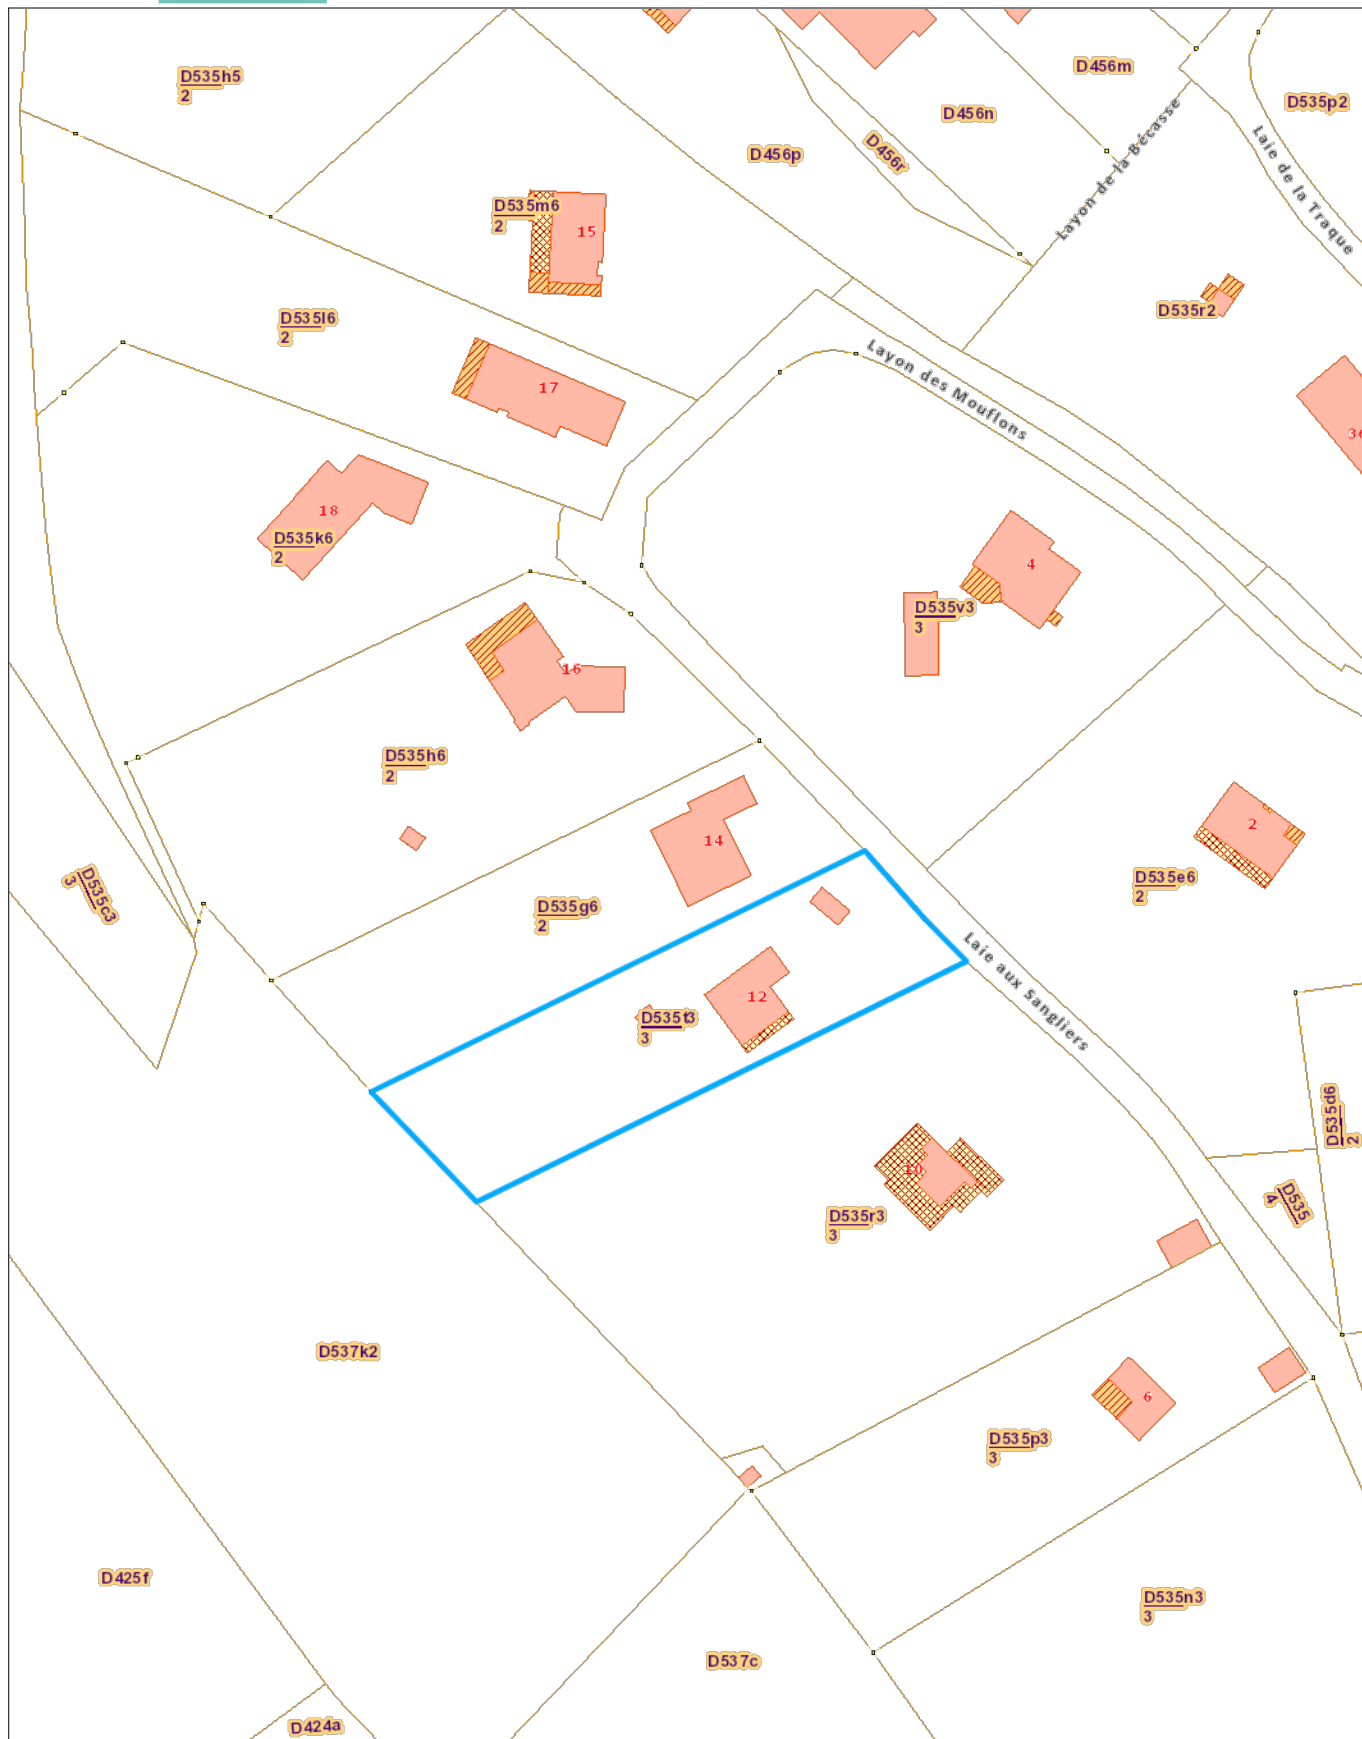 D535h5
2
D456m
D535p2
D456n
D456p
D456r
Layon de la Bécasse
Laie de la Traque
D535m6
2
15
D535r2
D535l6
2
Layon des Mouflons
17
36
18
D535k6
2
4
D535v3
3
16
D535h6
2
2
14
D535e6
2
D535c3
3
D535g6
2
Laie aux Sangliers
12
D535t3
3
D535d6
2
10
D535
4
D535r3
3
D537k2
6
D535p3
3
D425f
D535n3
3
D537c
D424a